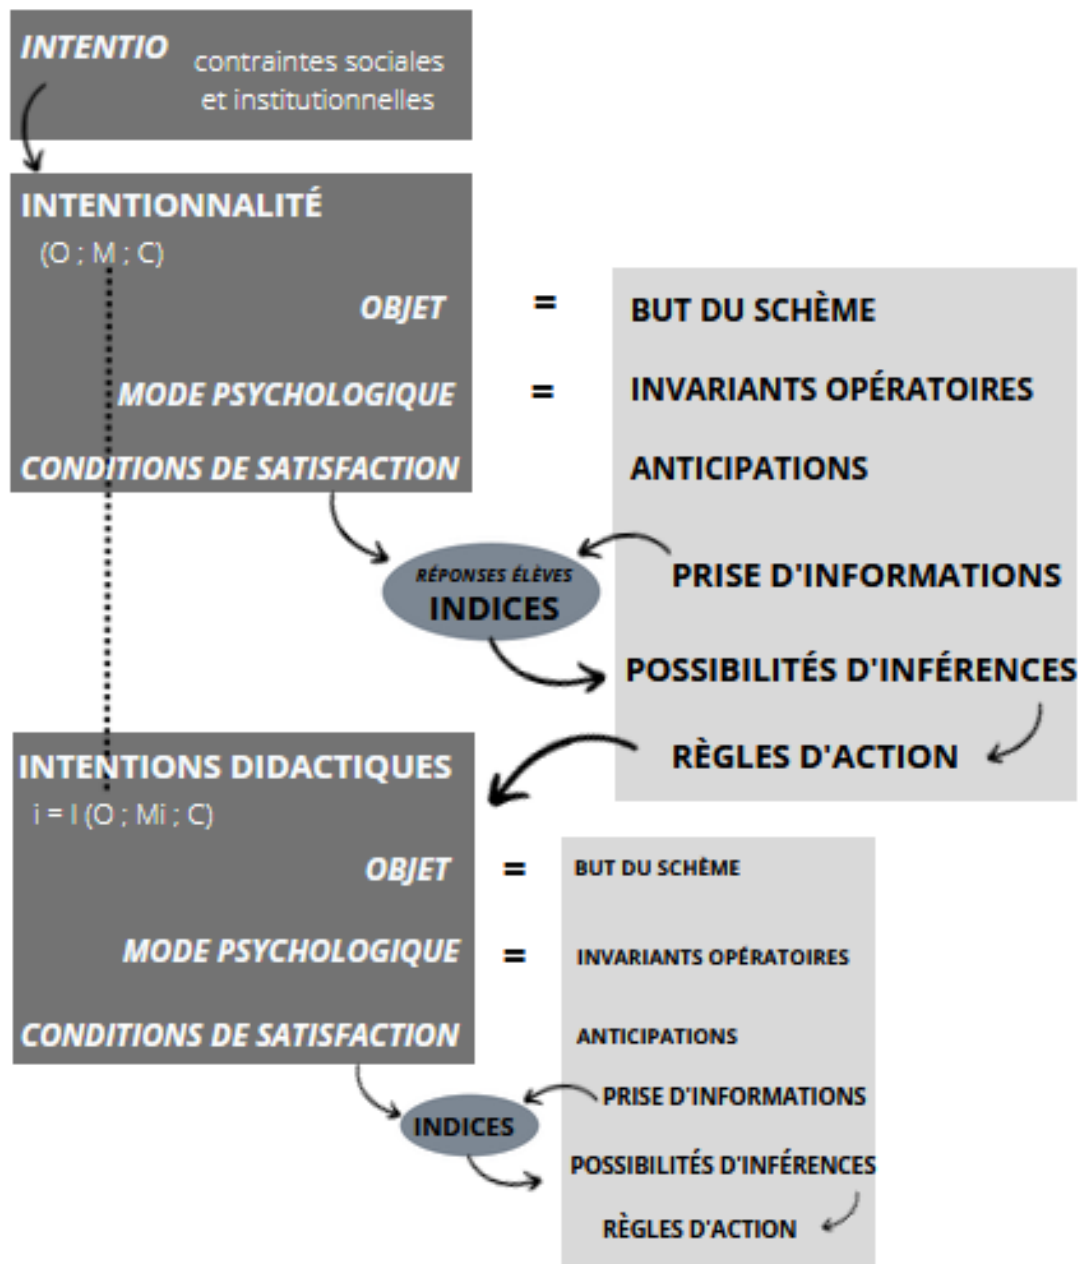 INTENTIO
contraintes sociales
et institutionnelles
INTENTIONNALITÉ
(O ; M ; C)
OBJET = BUT DU SCHÈME
MODE PSYCHOLOGIQUE = INVARIANTS OPÉRATOIRES
CONDITIONS DE SATISFACTION ANTICIPATIONS
PRISE D'INFORMATIONS
RÉPONSES ÉLÈVES
INDICES
POSSIBILITÉS D'INFÉRENCES
RÈGLES D'ACTION
INTENTIONS DIDACTIQUES
i = I (O ; Mi ; C)
OBJET = BUT DU SCHÈME
MODE PSYCHOLOGIQUE = INVARIANTS OPÉRATOIRES
CONDITIONS DE SATISFACTION ANTICIPATIONS
PRISE D'INFORMATIONS
INDICES
POSSIBILITÉS D'INFÉRENCES
RÈGLES D'ACTION